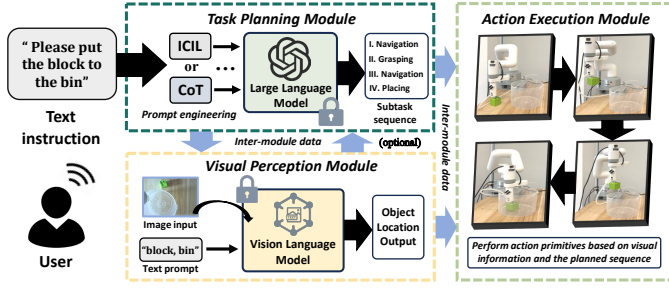 Task Planning Module
Action Execution Module
“ Please put
the block to
the bin”
Text
instruction
User
ICIL
or
...
CoT
Prompt engineering
Large Language
Model
I. Navigation
II. Grasping
III. Navigation
IV. Placing
Subtask
sequence
Inter-module data
(optional)
Inter-module data
Visual Perception Module
Image input
“block, bin”
Text prompt
Vision Language
Model
Object
Location
Output
Perform action primitives based on visual
information and the planned sequence